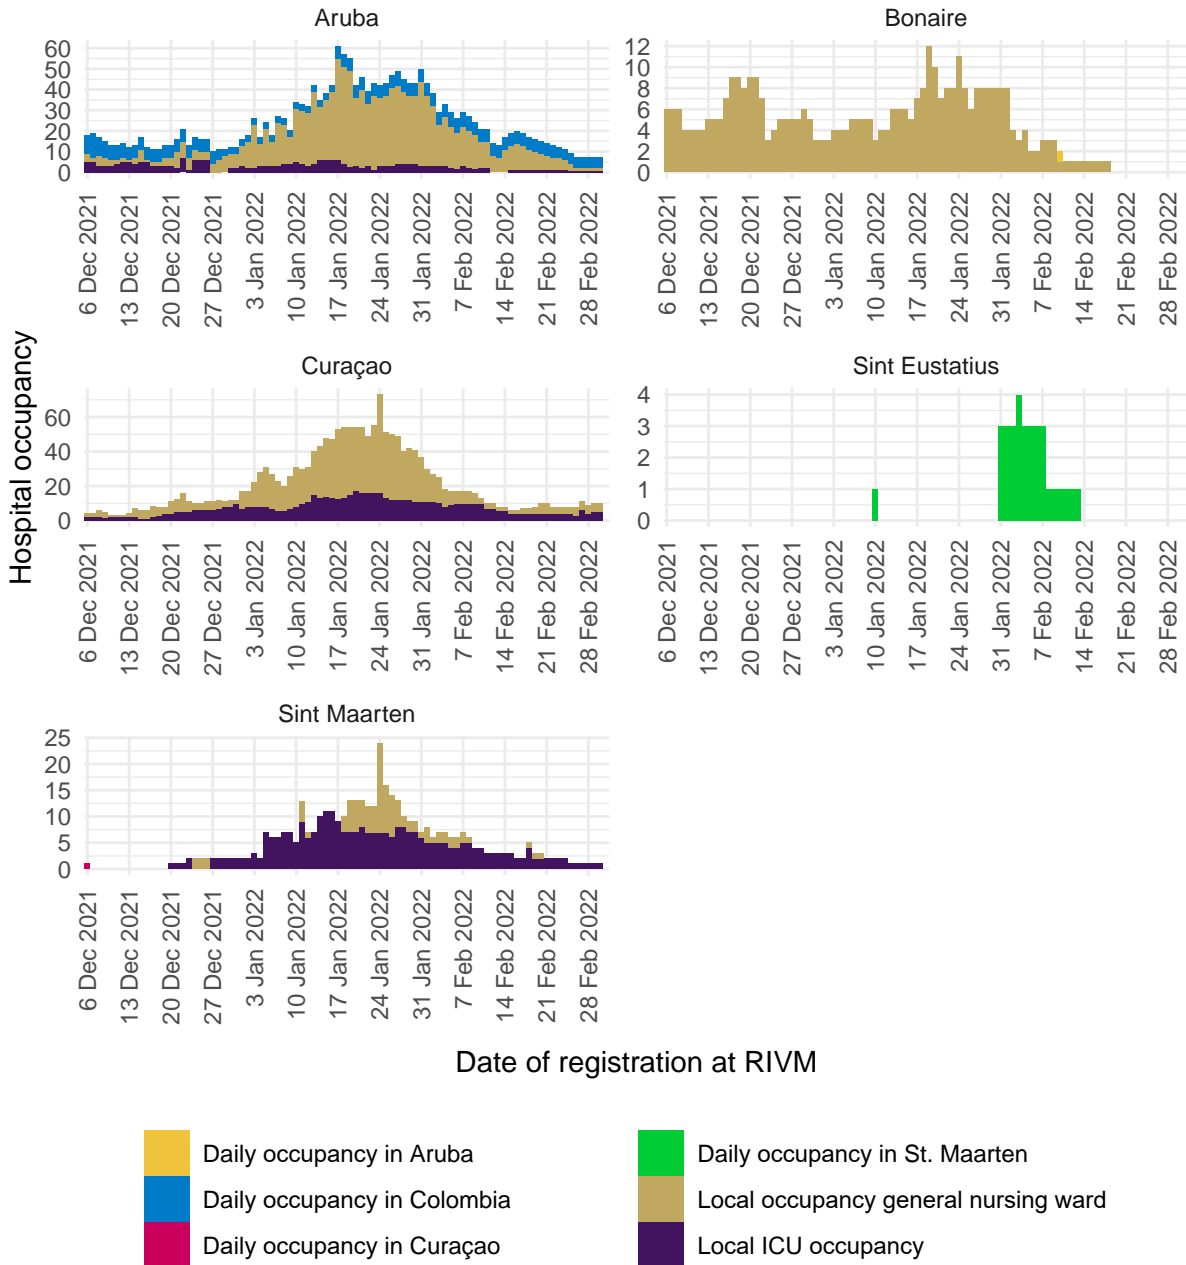 Aruba
60
50
40
30
20
10
0
6 Dec 2021
13 Dec 2021
20 Dec 2021
27 Dec 2021
3 Jan 2022
10 Jan 2022
17 Jan 2022
24 Jan 2022
31 Jan 2022
7 Feb 2022
14 Feb 2022
21 Feb 2022
28 Feb 2022
Bonaire
12
10
8
6
4
2
0
6 Dec 2021
13 Dec 2021
20 Dec 2021
27 Dec 2021
3 Jan 2022
10 Jan 2022
17 Jan 2022
24 Jan 2022
31 Jan 2022
7 Feb 2022
14 Feb 2022
21 Feb 2022
28 Feb 2022
Hospital occupancy
Curaçao
60
40
20
0
6 Dec 2021
13 Dec 2021
20 Dec 2021
27 Dec 2021
3 Jan 2022
10 Jan 2022
17 Jan 2022
24 Jan 2022
31 Jan 2022
7 Feb 2022
14 Feb 2022
21 Feb 2022
28 Feb 2022
Sint Eustatius
4
3
2
1
0
6 Dec 2021
13 Dec 2021
20 Dec 2021
27 Dec 2021
3 Jan 2022
10 Jan 2022
17 Jan 2022
24 Jan 2022
31 Jan 2022
7 Feb 2022
14 Feb 2022
21 Feb 2022
28 Feb 2022
Sint Maarten
25
20
15
10
5
0
6 Dec 2021
13 Dec 2021
20 Dec 2021
27 Dec 2021
3 Jan 2022
10 Jan 2022
17 Jan 2022
24 Jan 2022
31 Jan 2022
7 Feb 2022
14 Feb 2022
21 Feb 2022
28 Feb 2022
Date of registration at RIVM
Daily occupancy in Aruba
Daily occupancy in Colombia
Daily occupancy in Curaçao
Daily occupancy in St. Maarten
Local occupancy general nursing ward
Local ICU occupancy